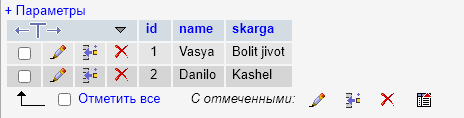 + Параметры
id name skarga
1 Vasya Bolit jivot
2 Danilo Kashel
Отметить все С отмеченными: